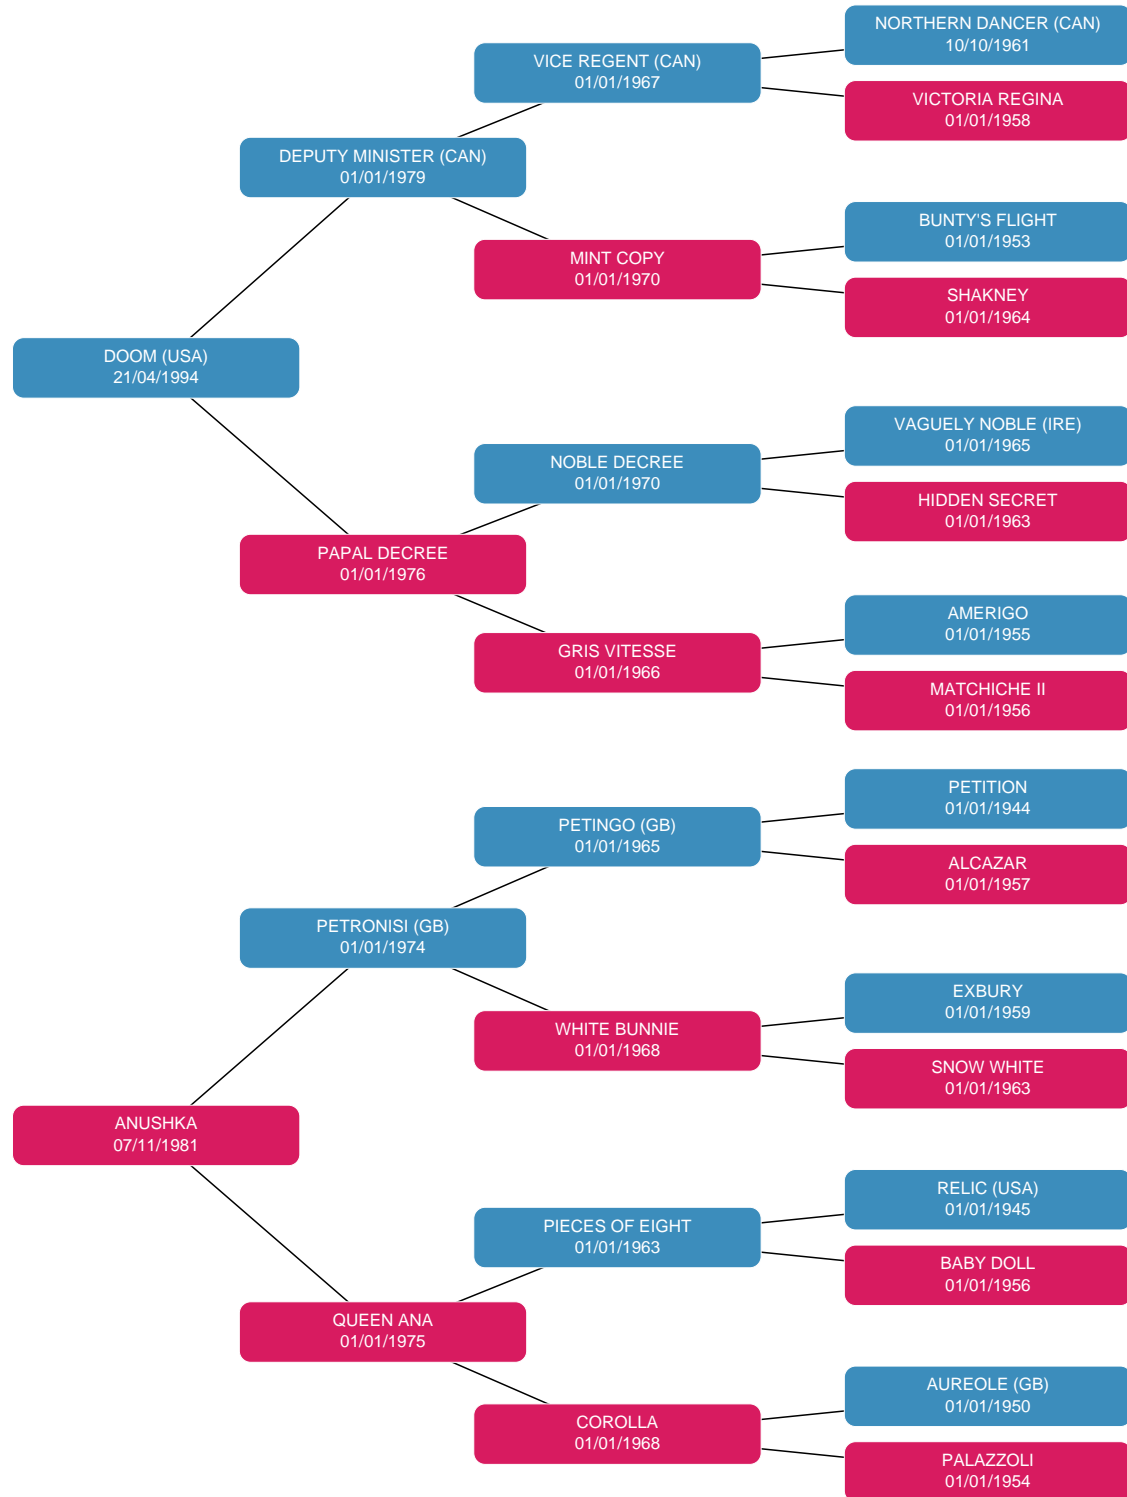 NORTHERN DANCER (CAN)
10/10/1961
VICE REGENT (CAN)
01/01/1967
VICTORIA REGINA
01/01/1958
DEPUTY MINISTER (CAN)
01/01/1979
BUNTY'S FLIGHT
01/01/1953
MINT COPY
01/01/1970
SHAKNEY
01/01/1964
DOOM (USA)
21/04/1994
VAGUELY NOBLE (IRE)
01/01/1965
NOBLE DECREE
01/01/1970
HIDDEN SECRET
01/01/1963
PAPAL DECREE
01/01/1976
AMERIGO
01/01/1955
GRIS VITESSE
01/01/1966
MATCHICHE II
01/01/1956
PETITION
01/01/1944
PETINGO (GB)
01/01/1965
ALCAZAR
01/01/1957
PETRONISI (GB)
01/01/1974
EXBURY
01/01/1959
WHITE BUNNIE
01/01/1968
SNOW WHITE
01/01/1963
ANUSHKA
07/11/1981
RELIC (USA)
01/01/1945
PIECES OF EIGHT
01/01/1963
BABY DOLL
01/01/1956
QUEEN ANA
01/01/1975
AUREOLE (GB)
01/01/1950
COROLLA
01/01/1968
PALAZZOLI
01/01/1954